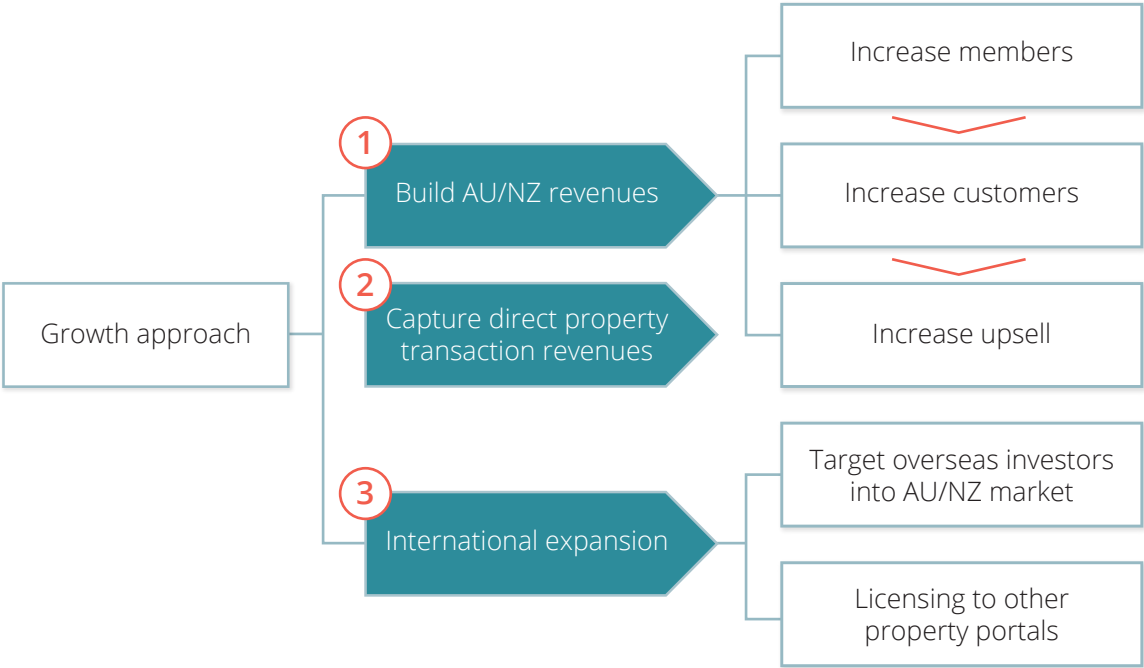 Growth approach
1
Build AU/NZ revenues
Increase members
Increase customers
Increase upsell
2
Capture direct property
transaction revenues
3
International expansion
Target overseas investors
into AU/NZ market
Licensing to other
property portals